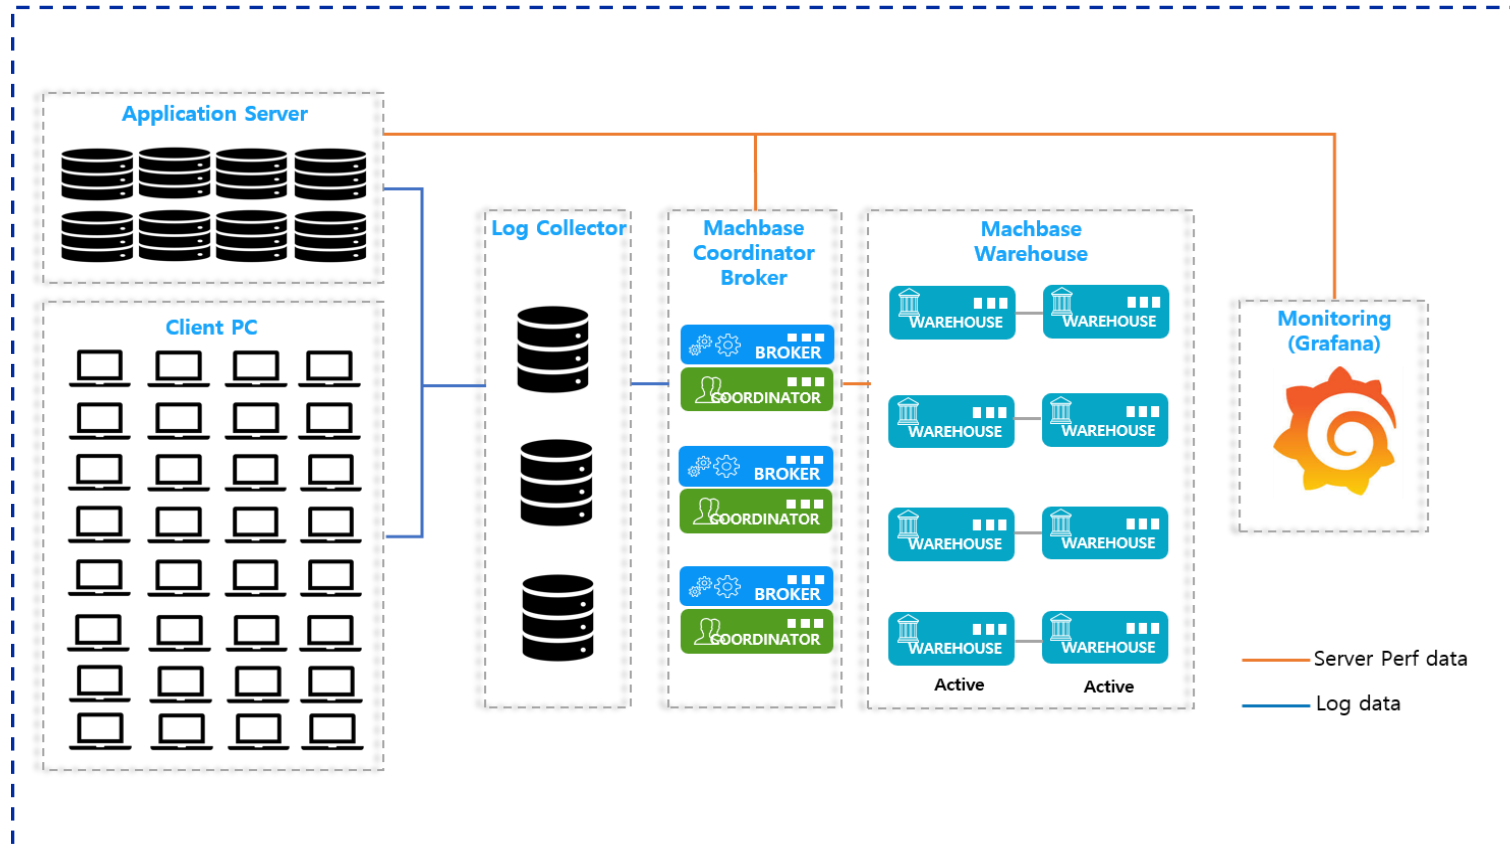 Application Server
Client PC
Log Collector
Machbase
Coordinator
Broker
BROKER
COORDINATOR
BROKER
COORDINATOR
BROKER
COORDINATOR
Machbase
Warehouse
WAREHOUSE
WAREHOUSE
WAREHOUSE
WAREHOUSE
WAREHOUSE
WAREHOUSE
WAREHOUSE
WAREHOUSE
Active
Active
Monitoring
(Grafana)
Server Perf data
Log data